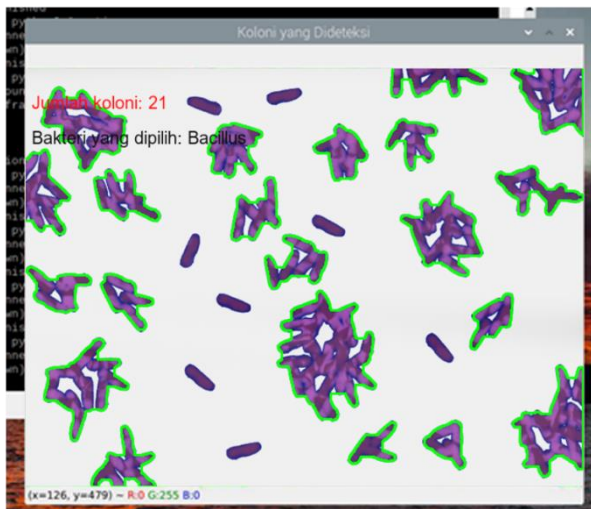 Koloni yang Dideteksi
Jumlah koloni: 21
Bakteri yang dipilih: Bacillus
(x=126, y=479) ~ R:0 G:255 B:0